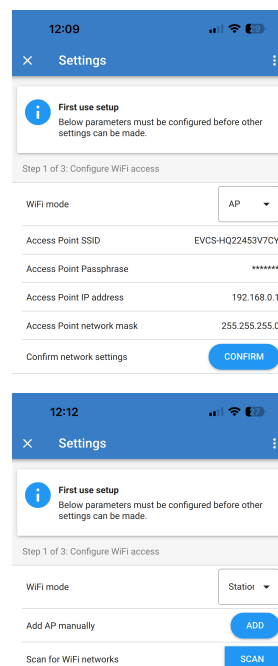 12:09
28
Settings
First use setup
Below parameters must be configured before other
settings can be made.
Step 1 of 3: Configure WiFi access
WiFi mode
AP
Access Point SSID
EVCS-HQ22453V7CY
Access Point Passphrase
*******
Access Point IP address
192.168.0.1
Access Point network mask
255.255.255.0
Confirm network settings
CONFIRM
12:12
27
Settings
First use setup
Below parameters must be configured before other
settings can be made.
Step 1 of 3: Configure WiFi access
WiFi mode
Station
Add AP manually
ADD
Scan for WiFi networks
SCAN